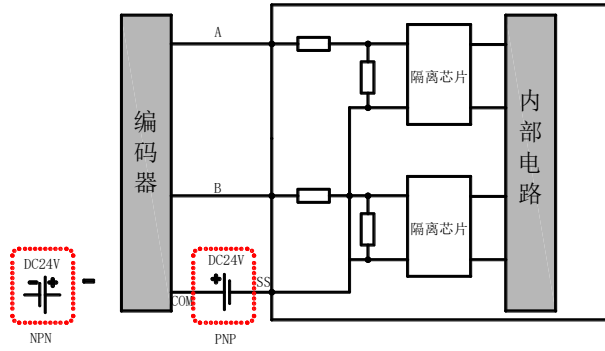 A
隔离芯片
编码器
内部电路
B
隔离芯片
DC24V
DC24V
- +
+
COM
SS
NPN
PNP